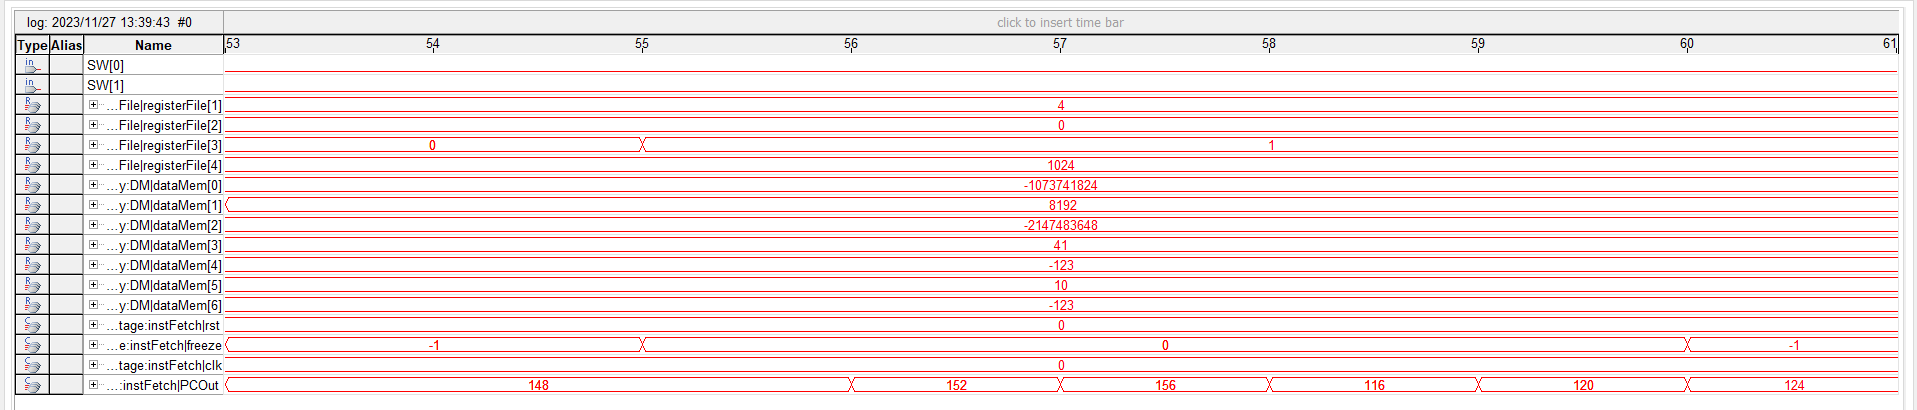 log: 2023/11/27 13:39:43 #0 click to insert time bar
Type Alias Name 53 54 55 56 57 58 59 60 61
in SW[0]
in SW[1]
R ...File|registerFile[1] 4
R ...File|registerFile[2] 0
R ...File|registerFile[3] 0 1
R ...File|registerFile[4] 1024
R ...y:DM|dataMem[0] -1073741824
R ...y:DM|dataMem[1] 8192
R ...y:DM|dataMem[2] -2147483648
R ...y:DM|dataMem[3] 41
R ...y:DM|dataMem[4] -123
R ...y:DM|dataMem[5] 10
R ...y:DM|dataMem[6] -123
C ...tage:instFetch|rst 0
C ...e:instFetch|freeze -1 0 -1
C ...tage:instFetch|clk 0
C ...:instFetch|PCOut 148 152 156 116 120 124